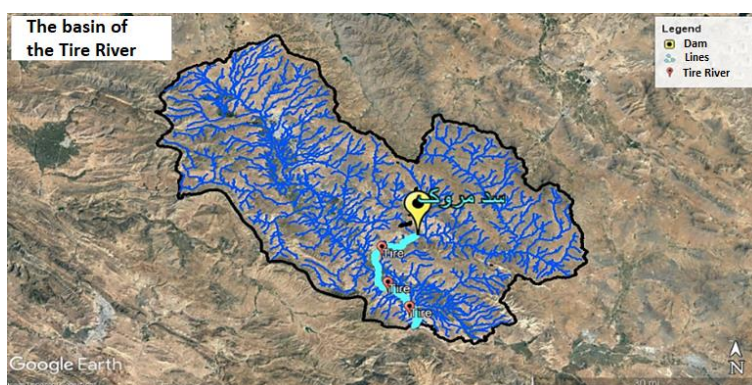 The basin of
the Tire River
Legend
Dam
Lines
Tire River
سد مروک
Tire
Tire
Tire
Google Earth
N